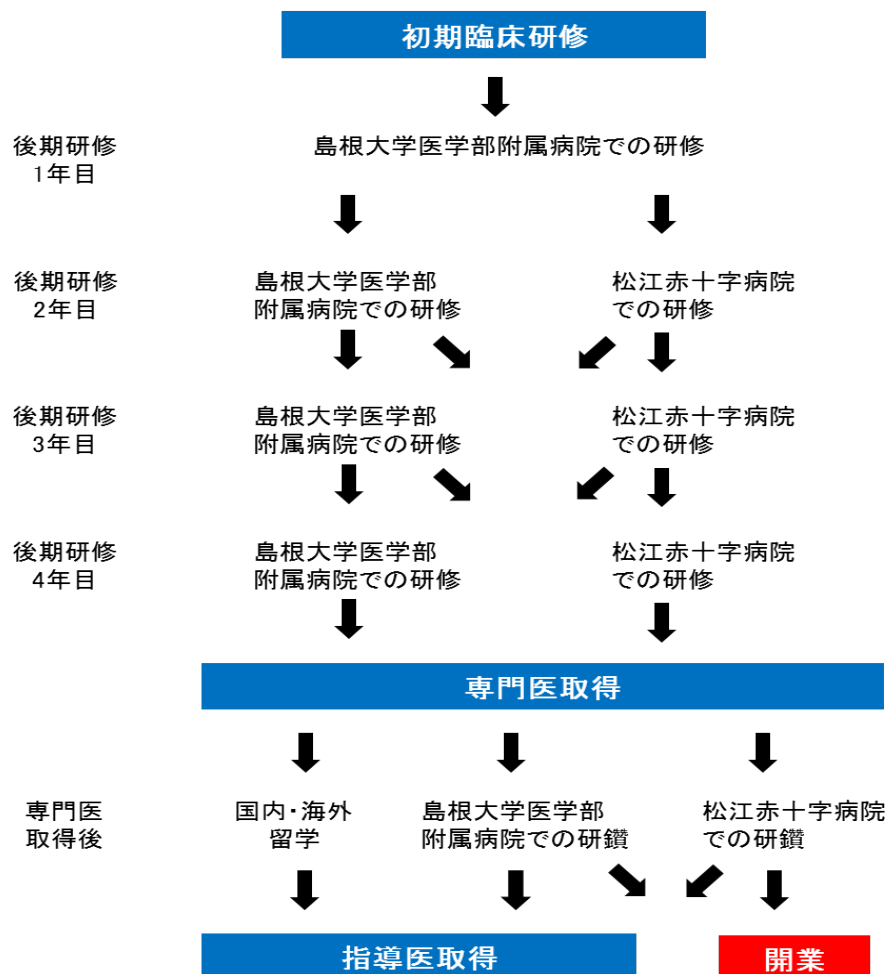 初期臨床研修
後期研修
1年目
島根大学医学部附属病院での研修
後期研修
2年目
島根大学医学部
附属病院での研修
松江赤十字病院
での研修
後期研修
3年目
島根大学医学部
附属病院での研修
松江赤十字病院
での研修
後期研修
4年目
島根大学医学部
附属病院での研修
松江赤十字病院
での研修
専門医取得
専門医
取得後
国内・海外
留学
島根大学医学部
附属病院での研鑽
松江赤十字病院
での研鑽
指導医取得
開業